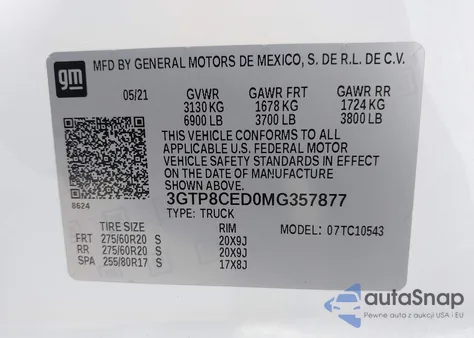 gm
MFD BY GENERAL MOTORS DE MEXICO, S. DE R.L. DE C.V.
05/21 GVWR GAWR FRT GAWR RR
3130 KG 1678 KG 1724 KG
6900 LB 3700 LB 3800 LB
THIS VEHICLE CONFORMS TO ALL
APPLICABLE U.S. FEDERAL MOTOR
VEHICLE SAFETY STANDARDS IN EFFECT
ON THE DATE OF MANUFACTURE SHOWN ABOVE.
8624 3GTP8CED0MG357877
TYPE: TRUCK
TIRE SIZE RIM MODEL: 07TC10543
FRT 275/60R20 S 20X9J
RR 275/60R20 S 20X9J
SPA 255/80R17 S 17X8J
autoSnap
Pewne auta z aukcji USA i EU